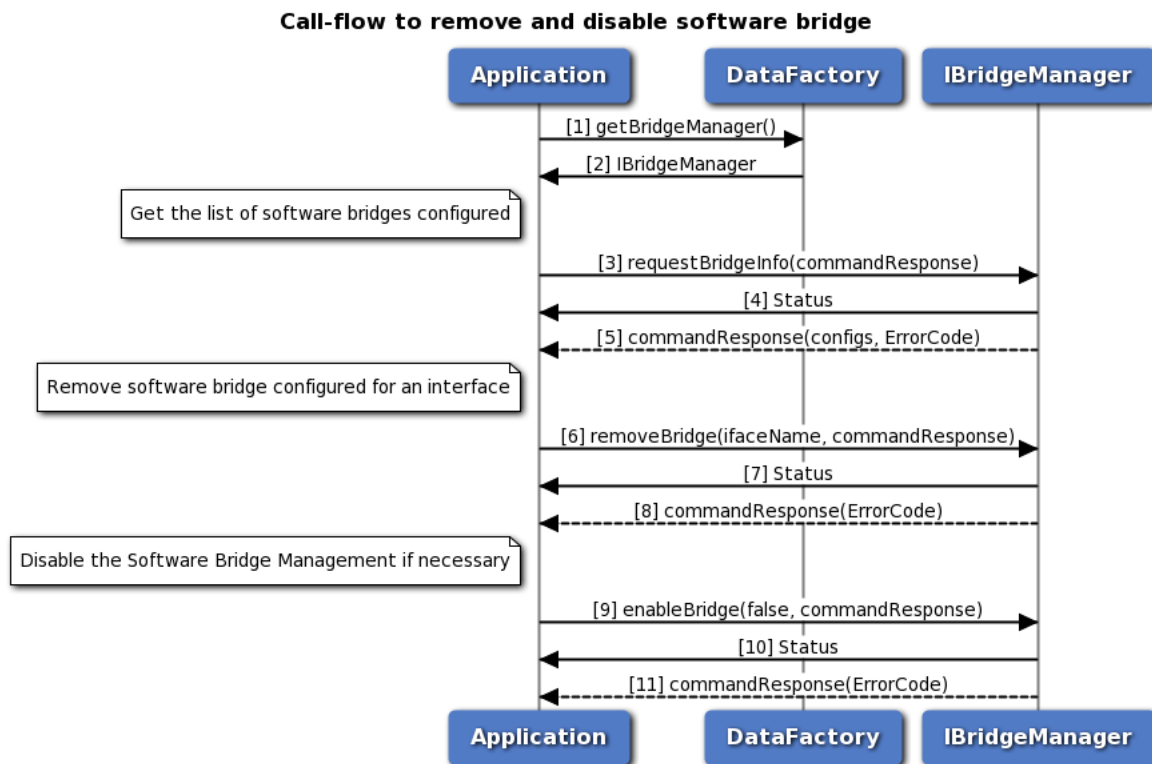 Call-flow to remove and disable software bridge
Application
DataFactory
IBridgeManager
[1] getBridgeManager()
[2] IBridgeManager
Get the list of software bridges configured
[3] requestBridgeInfo(commandResponse)
[4] Status
[5] commandResponse(configs, ErrorCode)
Remove software bridge configured for an interface
[6] removeBridge(ifaceName, commandResponse)
[7] Status
[8] commandResponse(ErrorCode)
Disable the Software Bridge Management if necessary
[9] enableBridge(false, commandResponse)
[10] Status
[11] commandResponse(ErrorCode)
Application
DataFactory
IBridgeManager